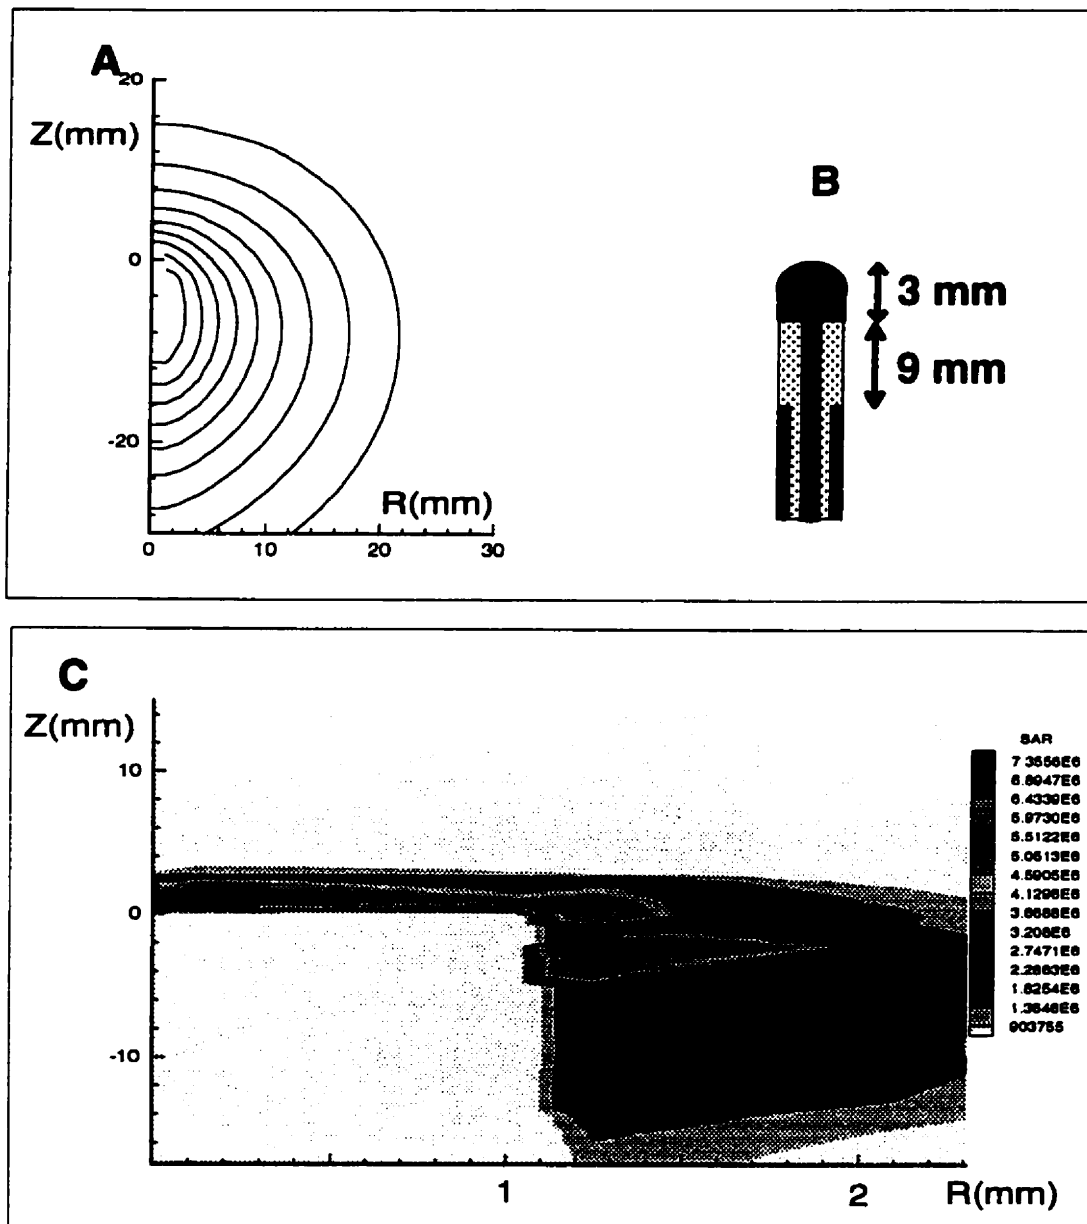 A
20
Z(mm)
0
-20
R(mm)
0 10 20 30
B
3 mm
9 mm
C
Z(mm)
10
0
-10
1 2 R(mm)
SAR
7.3556E6
6.8947E6
6.4339E6
5.9730E6
5.5122E6
5.0513E6
4.5905E6
4.1296E6
3.6688E6
3.208E6
2.7471E6
2.2863E6
1.8254E6
1.3646E6
903755